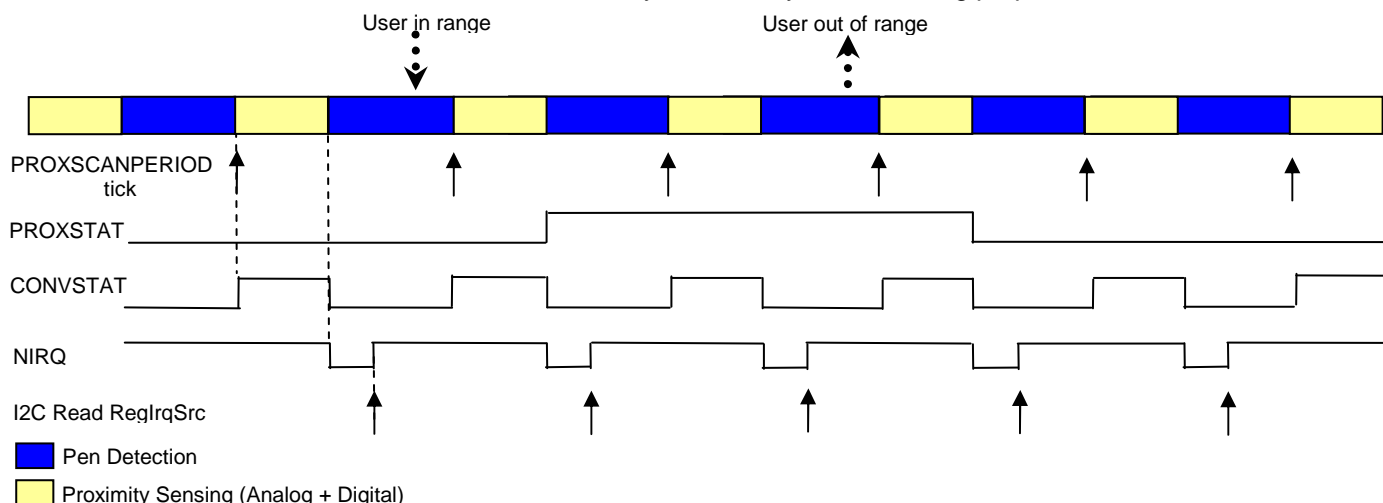 User in range
User out of range
PROXSCANPERIOD
tick
PROXSTAT
CONVSTAT
NIRQ
I2C Read RegIrqSrc
Pen Detection
Proximity Sensing (Analog + Digital)